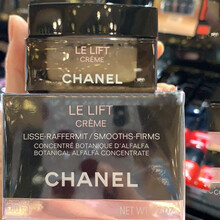 LE LIFT
CRÈME
CHANEL
LE LIFT
CRÈME
LISSE-RAFFERMIT/SMOOTHS-FIRMS
CONCENTRÉ BOTANIQUE D'ALFALFA
BOTANICAL ALFALFA CONCENTRATE
CHANEL